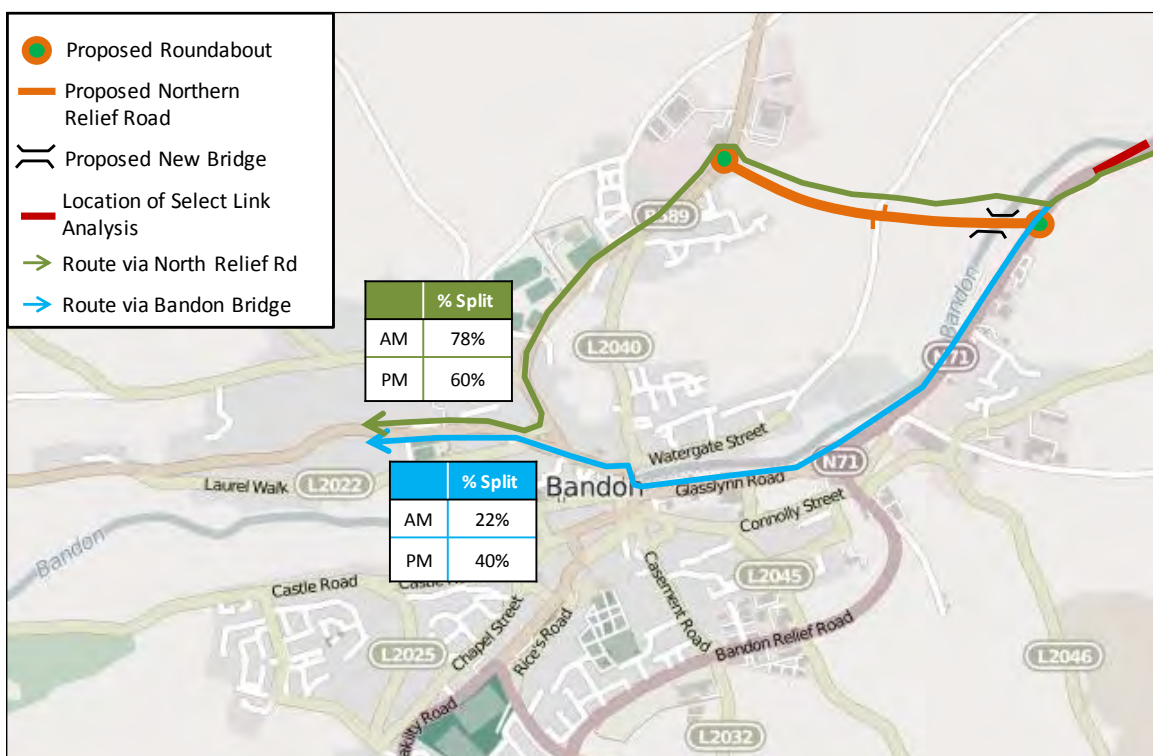 Proposed Roundabout
Proposed Northern
Relief Road
Proposed New Bridge
Location of Select Link
Analysis
Route via North Relief Rd
Route via Bandon Bridge
R589
% Split
AM 78%
PM 60%
L2040
Bandon
N71
Watergate Street
N71
Laurel Walk
L2022
Bandon
Glasslynn Road
% Split
AM 22%
PM 40%
Connolly Street
Bandon
Castle Road
Chapel Street
Rice's Road
Casement Road
L2045
Bandon Relief Road
L2025
L2046
L2032
Road